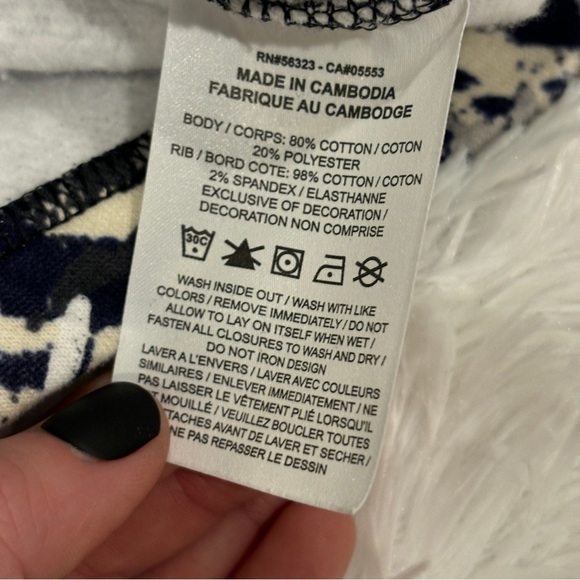 RN#56323 - CA#05553
MADE IN CAMBODIA
FABRIQUE AU CAMBODGE
BODY / CORPS: 80% COTTON / COTON
20% POLYESTER
RIB / BORD COTE: 98% COTTON / COTON
2% SPANDEX / ELASTHANNE
EXCLUSIVE OF DECORATION /
DECORATION NON COMPRISE
30C
WASH INSIDE OUT / WASH WITH LIKE
COLORS / REMOVE IMMEDIATELY / DO NOT
ALLOW TO LAY ON ITSELF WHEN WET /
FASTEN ALL CLOSURES TO WASH AND DRY /
DO NOT IRON DESIGN
LAVER A L'ENVERS / LAVER AVEC COULEURS
SIMILAIRES / ENLEVER IMMEDIATEMENT / NE
PAS LAISSER LE VÊTEMENT PLIÉ LORSQU'IL
MOUILLÉ / VEUILLEZ BOUCLER TOUTES
AVANT DE LAVER ET SECHER /
NE PAS REPASSER LE DESSIN